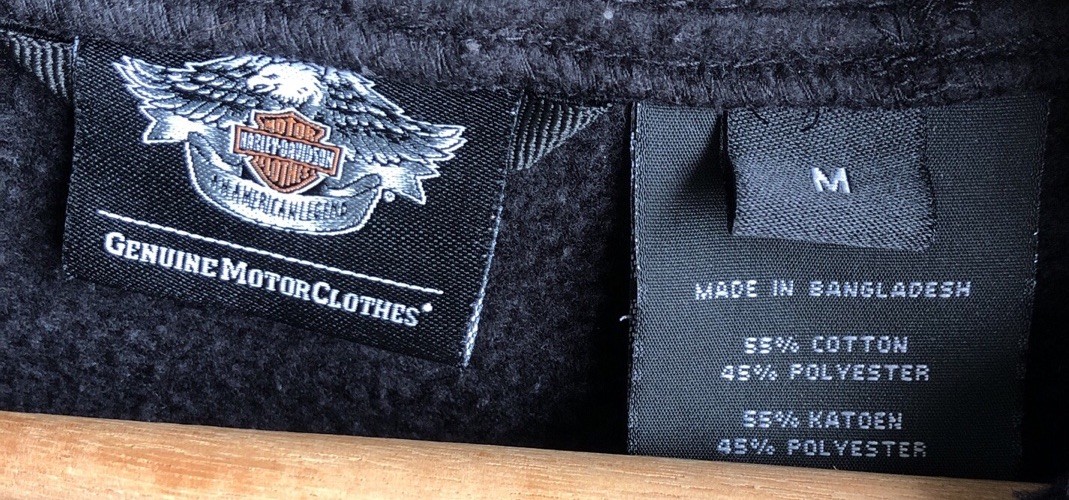 MOTOR
HARLEY-DAVIDSON
CLOTHES
AN AMERICAN LEGEND
®
GENUINE MOTORCLOTHES®
M
MADE IN BANGLADESH
55% COTTON
45% POLYESTER
55% KATOEN
45% POLYESTER